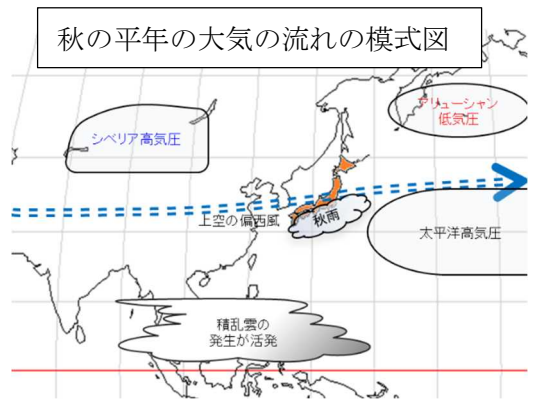 秋の平年の大気の流れの模式図
アリューシャン
低気圧
シベリア高気圧
上空の偏西風
秋雨
太平洋高気圧
積乱雲の
発生が活発